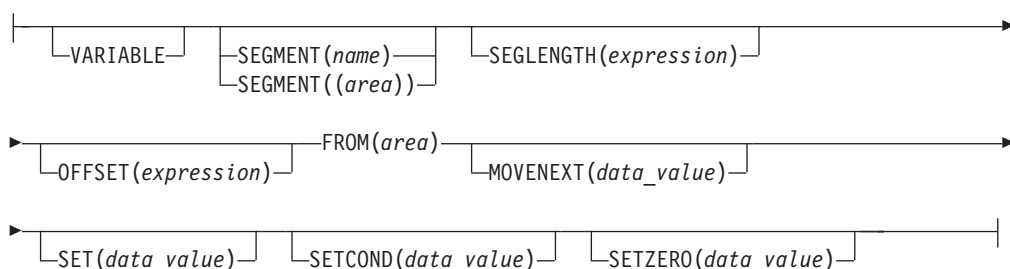 VARIABLE SEGMENT(name) SEGLENGTH(expression)
SEGMENT((area))
FROM(area)
OFFSET(expression) MOVENEXT(data_value)
SET(data value) SETCOND(data value) SETZERO(data value)